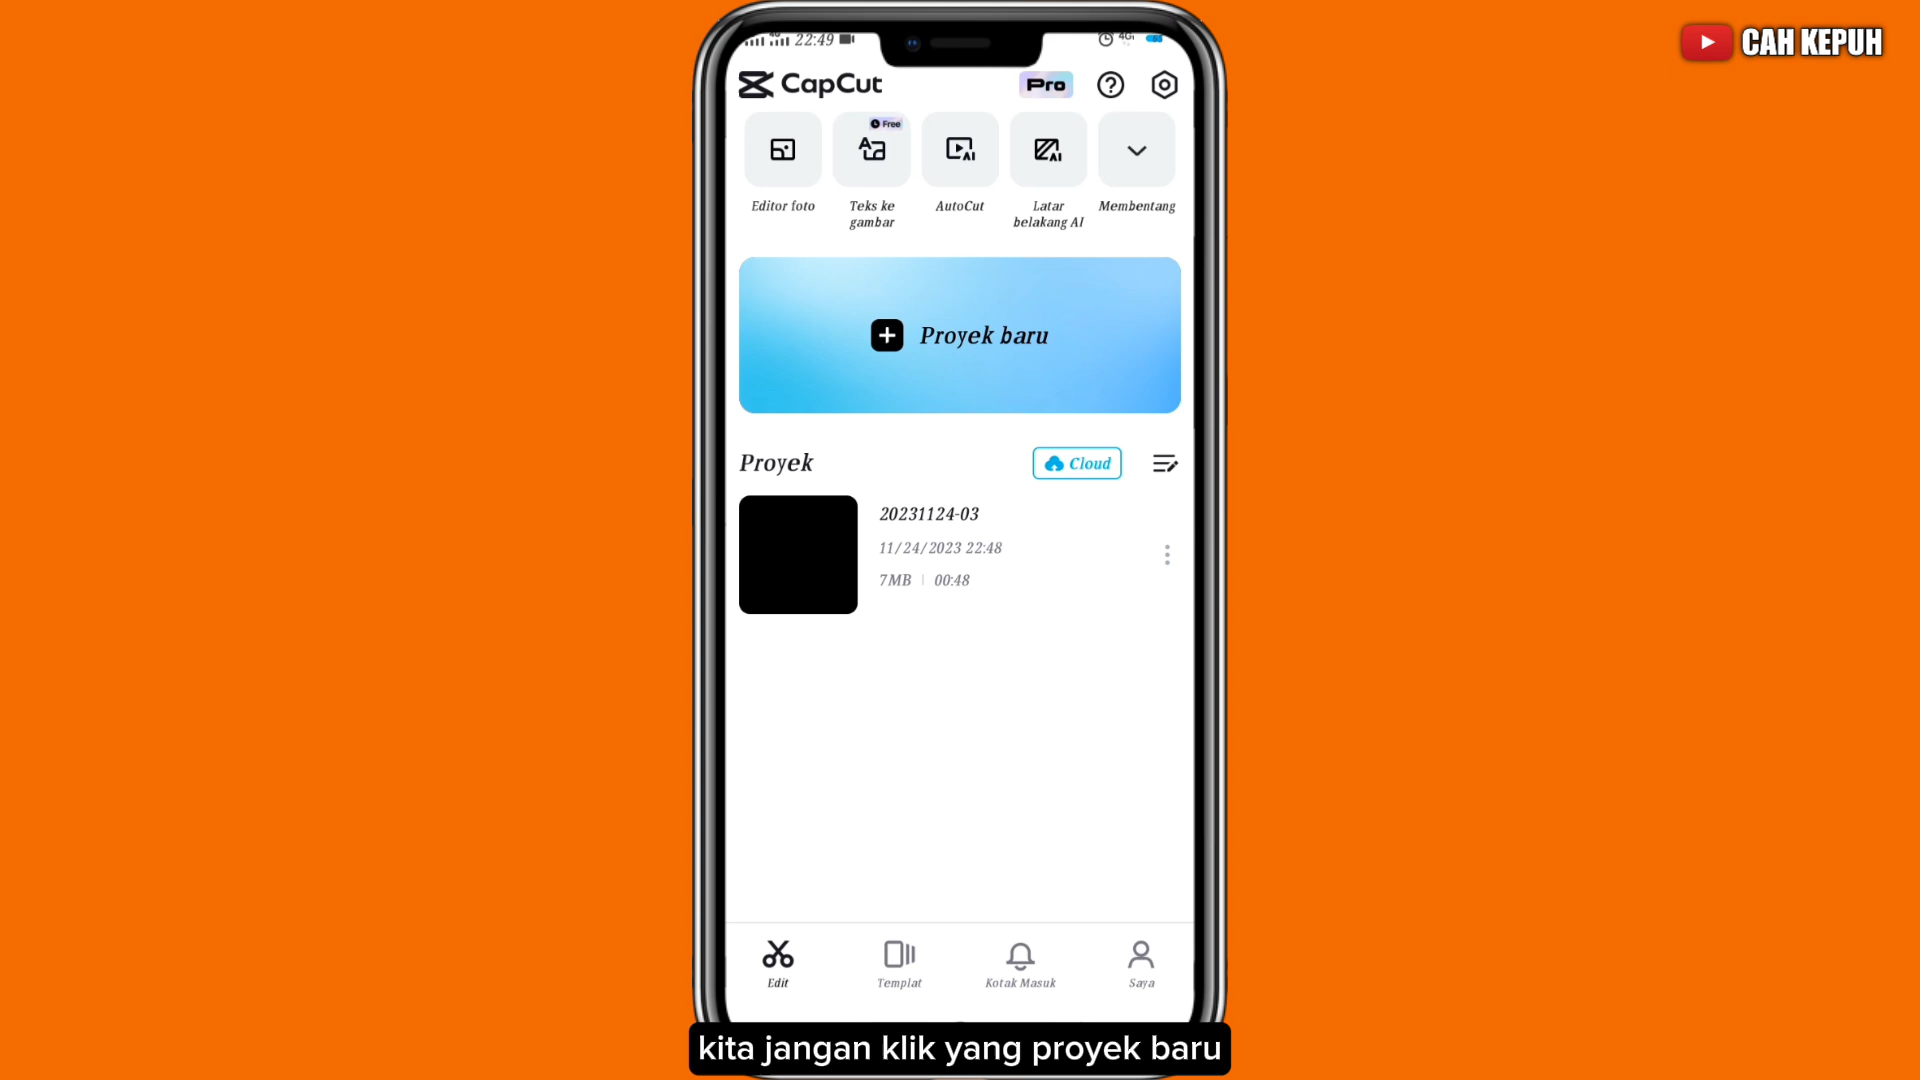 CAH KEPUH
22:49
4G
CapCut
Pro
Free
Editor foto
Teks ke
gambar
AutoCut
Latar
belakang AI
Membentang
Proyek baru
Proyek
Cloud
20231124-03
11/24/2023 22:48
7MB | 00:48
Edit
Templat
Kotak Masuk
Saya
kita jangan klik yang proyek baru